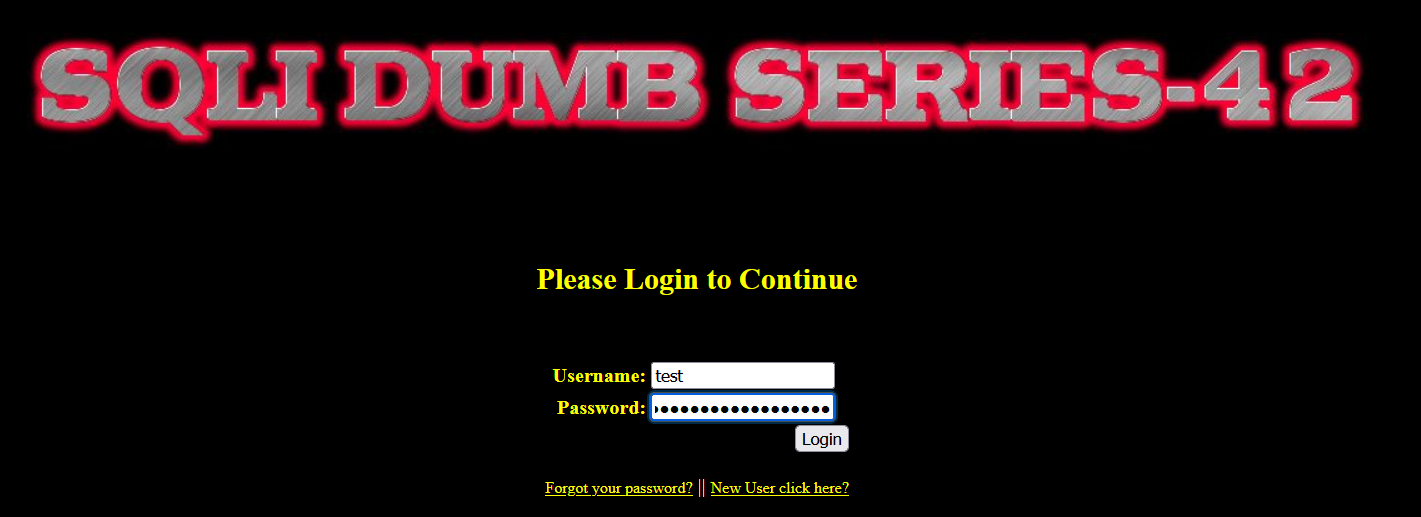 SQLI DUMB SERIES-42
Please Login to Continue
Username: test
Password: ••••••••••••••••••
Login
Forgot your password? || New User click here?